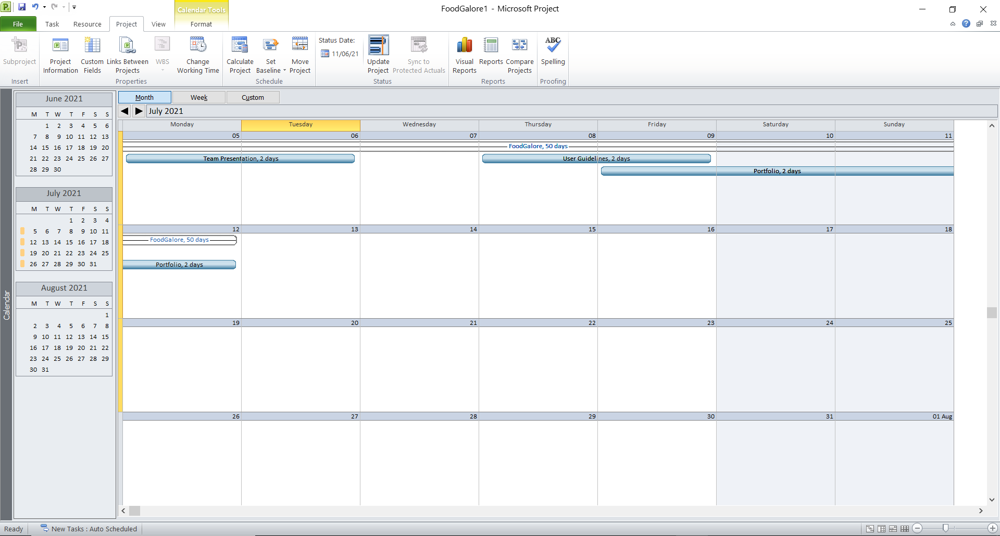 FoodGalore1 - Microsoft Project
Calendar Tools
File Task Resource Project View Format
Subproject
Project Information
Custom Fields
Links Between Projects
WBS
Change Working Time
Calculate Project
Set Baseline
Move Project
Status Date:
11/06/21
Update Project
Sync to Protected Actuals
Visual Reports
Reports
Compare Projects
ABC
Spelling
Insert Properties Schedule Status Reports Proofing
Calendar
June 2021
M T W T F S S
1 2 3 4 5 6
7 8 9 10 11 12 13
14 15 16 17 18 19 20
21 22 23 24 25 26 27
28 29 30
July 2021
M T W T F S S
1 2 3 4
5 6 7 8 9 10 11
12 13 14 15 16 17 18
19 20 21 22 23 24 25
26 27 28 29 30 31
August 2021
M T W T F S S
1
2 3 4 5 6 7 8
9 10 11 12 13 14 15
16 17 18 19 20 21 22
23 24 25 26 27 28 29
30 31
Month Week Custom
July 2021
Monday Tuesday Wednesday Thursday Friday Saturday Sunday
05 06 07 08 09 10 11
FoodGalore, 50 days
Team Presentation, 2 days User Guidelines, 2 days
Portfolio, 2 days
12 13 14 15 16 17 18
FoodGalore, 50 days
Portfolio, 2 days
19 20 21 22 23 24 25
26 27 28 29 30 31 01 Aug
Ready New Tasks : Auto Scheduled